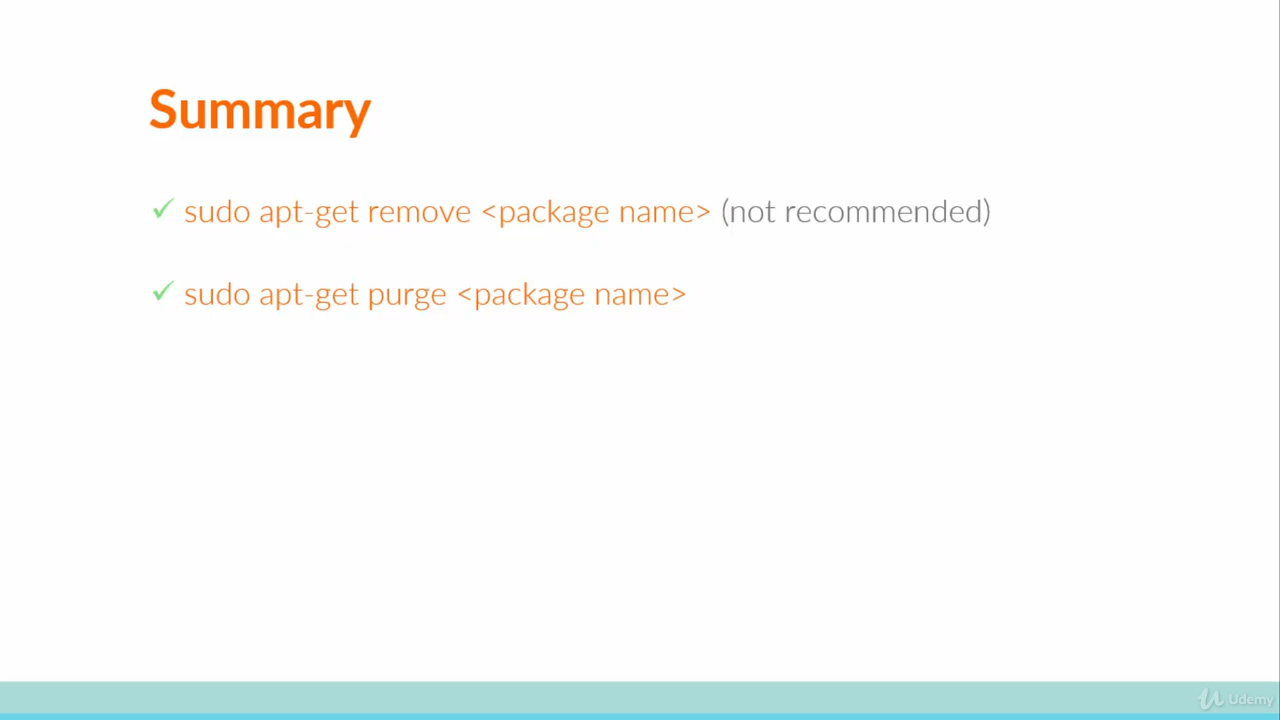 Summary
✓ sudo apt-get remove <package name> (not recommended)
✓ sudo apt-get purge <package name>
Udemy